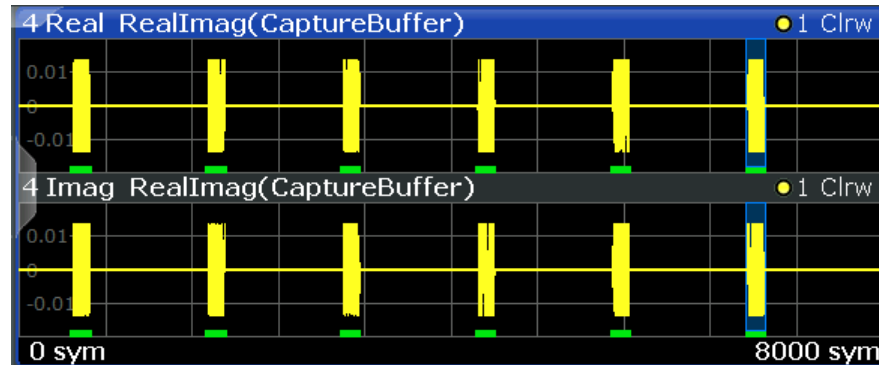 4 Real RealImag(CaptureBuffer) 1 Clrw
0.01
0
-0.01
4 Imag RealImag(CaptureBuffer) 1 Clrw
0.01
0
-0.01
0 sym 8000 sym